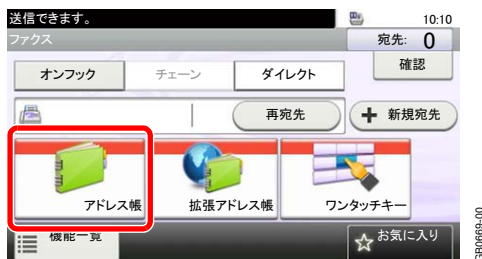 送信できます。
10:10
ファクス
宛先: 0
確認
オンフック
チェーン
ダイレクト
再宛先
+ 新規宛先
アドレス帳
拡張アドレス帳
ワンタッチキー
機能一覧
お気に入り
GB0669-00